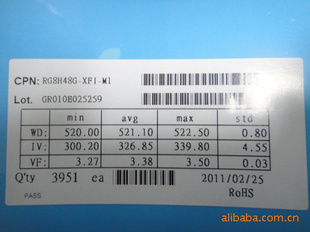 CPN: RG8H48G-XF1-M1
Lot. GR010E025259
min avg max std
WD: 520.00 521.10 522.50 0.80
IV: 300.20 326.85 339.80 4.55
VF: 3.27 3.38 3.50 0.03
Q'ty 3951 ea 2011/02/25
PASS RoHS
alibaba.com.cn